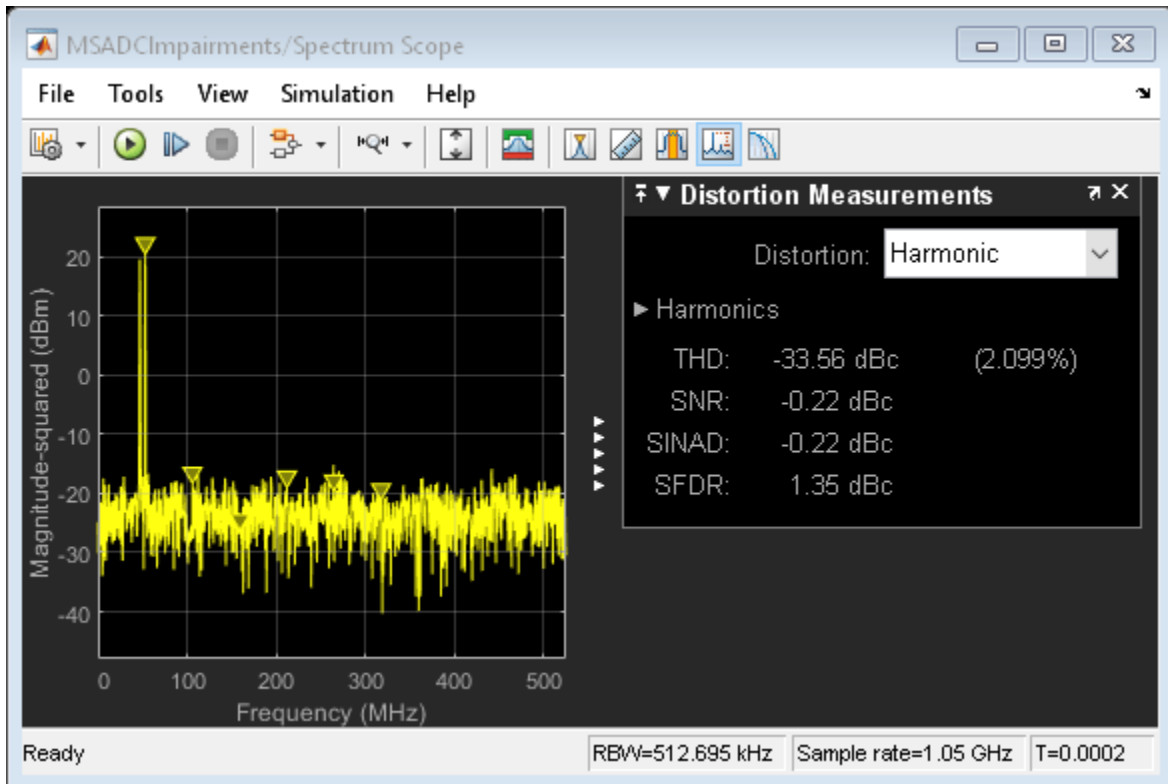 MSADCImpairments/Spectrum Scope
File Tools View Simulation Help
Distortion Measurements
Distortion: Harmonic
Harmonics
THD: -33.56 dBc (2.099%)
SNR: -0.22 dBc
SINAD: -0.22 dBc
SFDR: 1.35 dBc
Magnitude-squared (dBm)
20
10
0
-10
-20
-30
-40
0 100 200 300 400 500
Frequency (MHz)
Ready RBW=512.695 kHz Sample rate=1.05 GHz T=0.0002